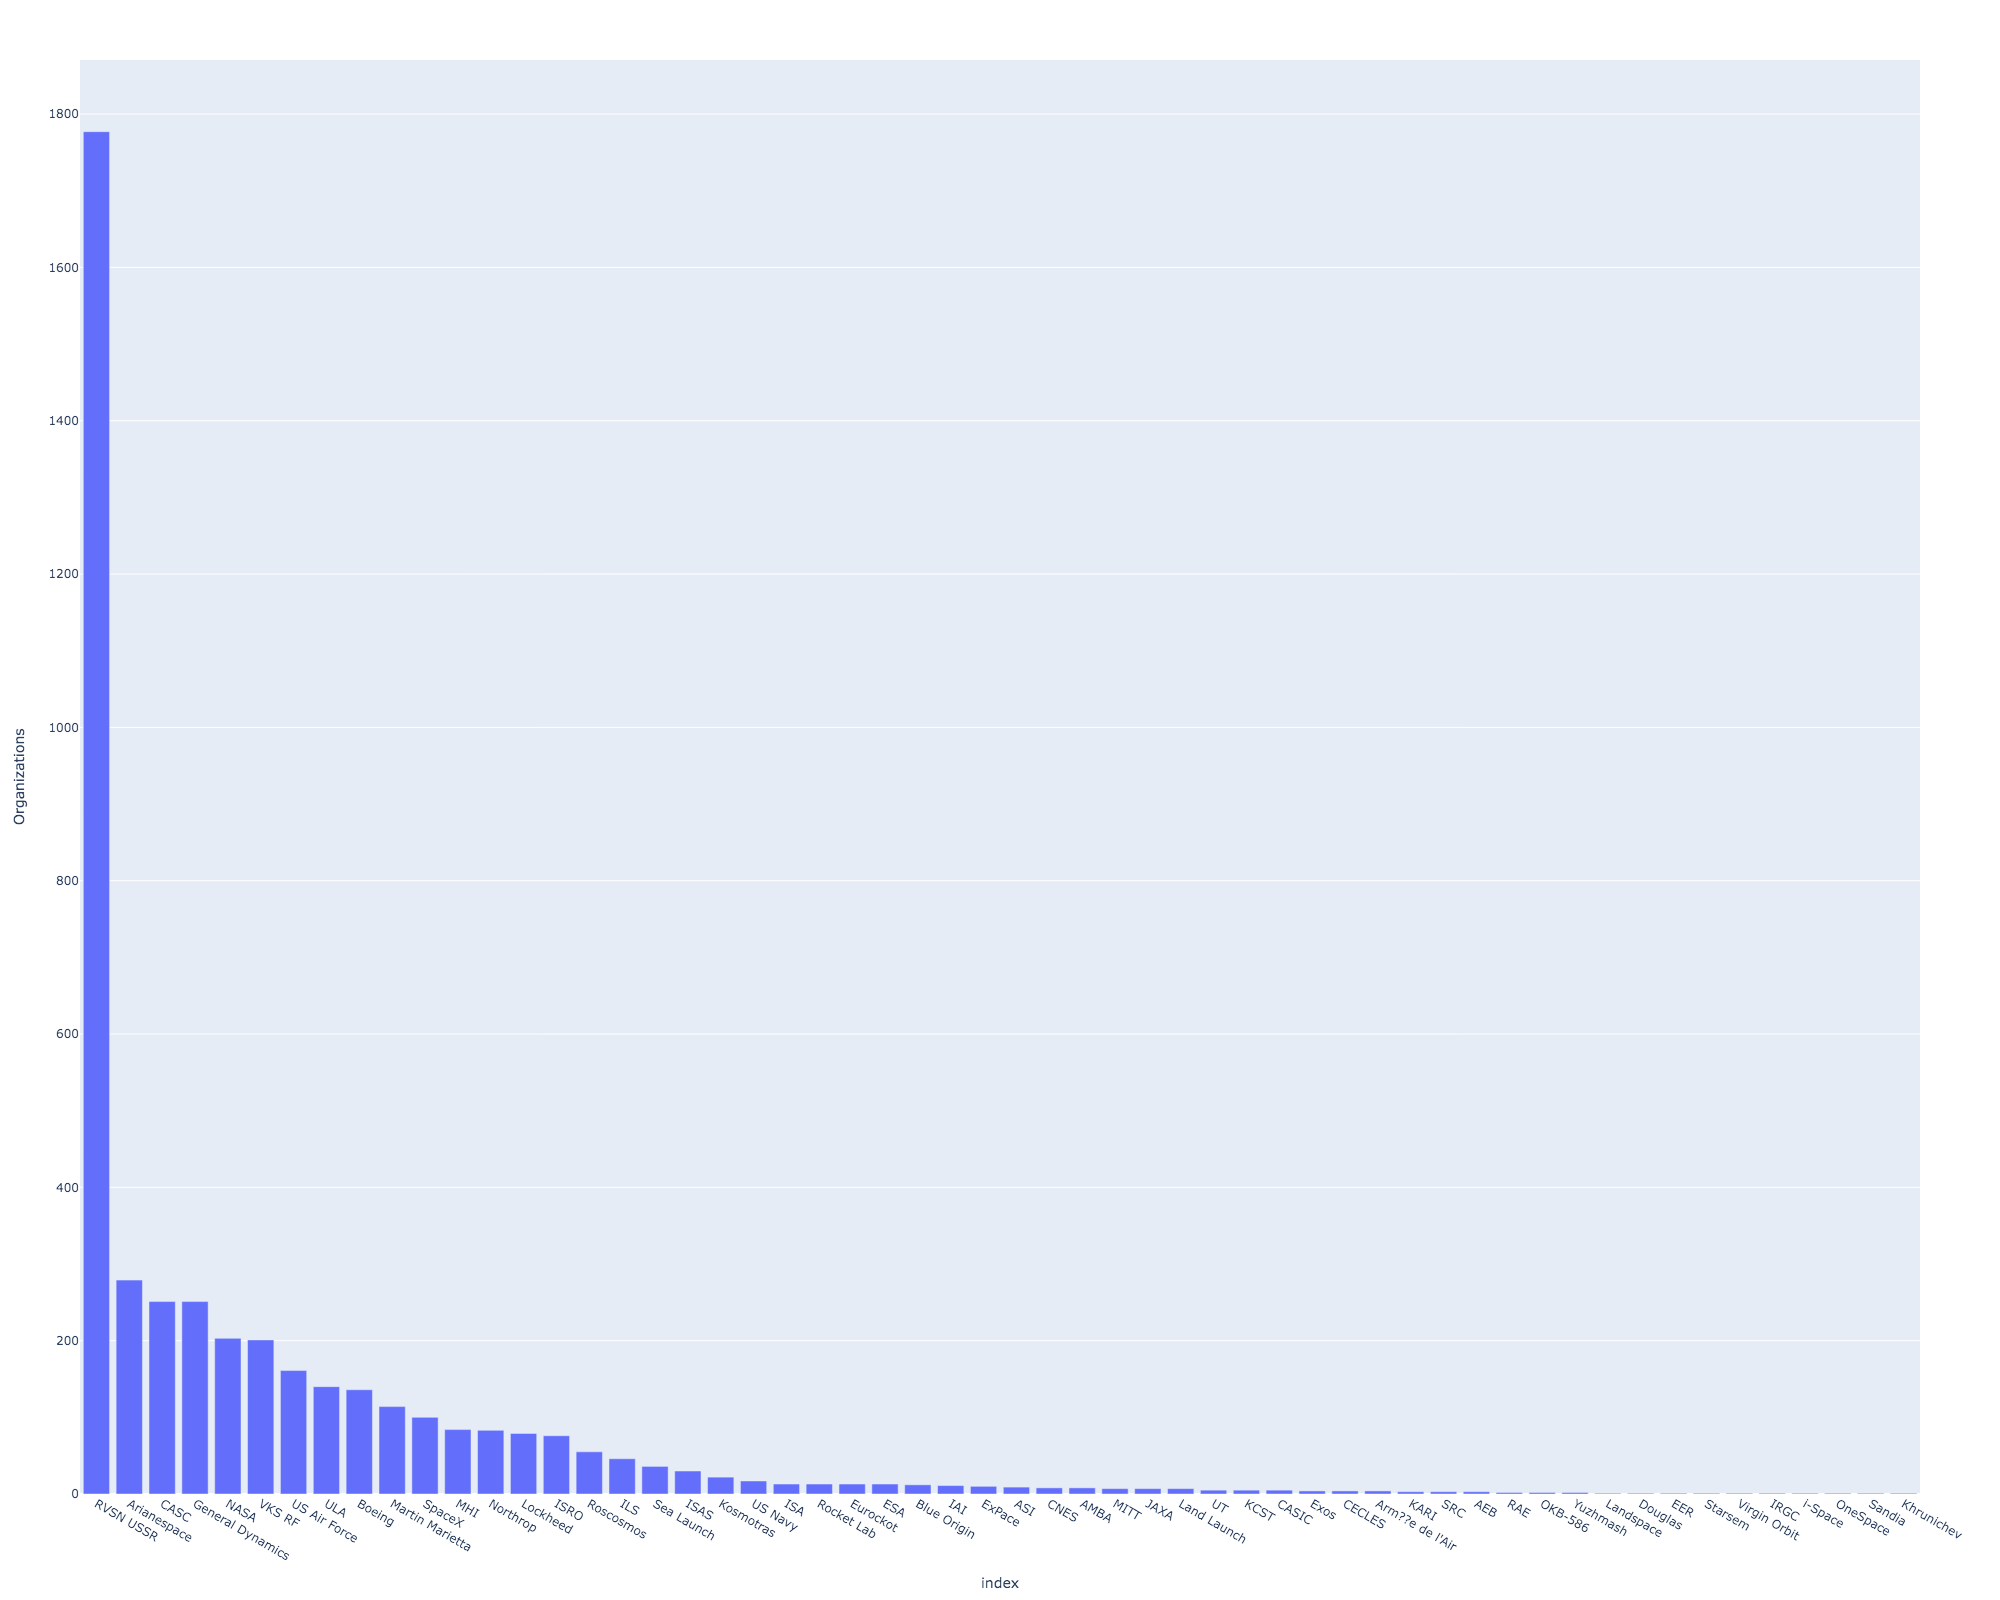 1800
1600
1400
1200
1000
800
600
400
200
0
Organizations
RVSN USSR
Arianespace
CASC
General Dynamics
NASA
VKS RF
US Air Force
ULA
Boeing
Martin Marietta
SpaceX
MHI
Northrop
Lockheed
ISRO
Roscosmos
ILS
Sea Launch
ISAS
Kosmotras
US Navy
ISA
Rocket Lab
Eurockot
ESA
Blue Origin
IAI
ExPace
ASI
CNES
AMBA
MITT
JAXA
Land Launch
UT
KCST
CASIC
Exos
CECLES
Arm??e de l'Air
KARI
SRC
AEB
RAE
OKB-586
Yuzhmash
Landspace
Douglas
EER
Starsem
Virgin Orbit
IRGC
i-Space
OneSpace
Sandia
Khrunichev
index